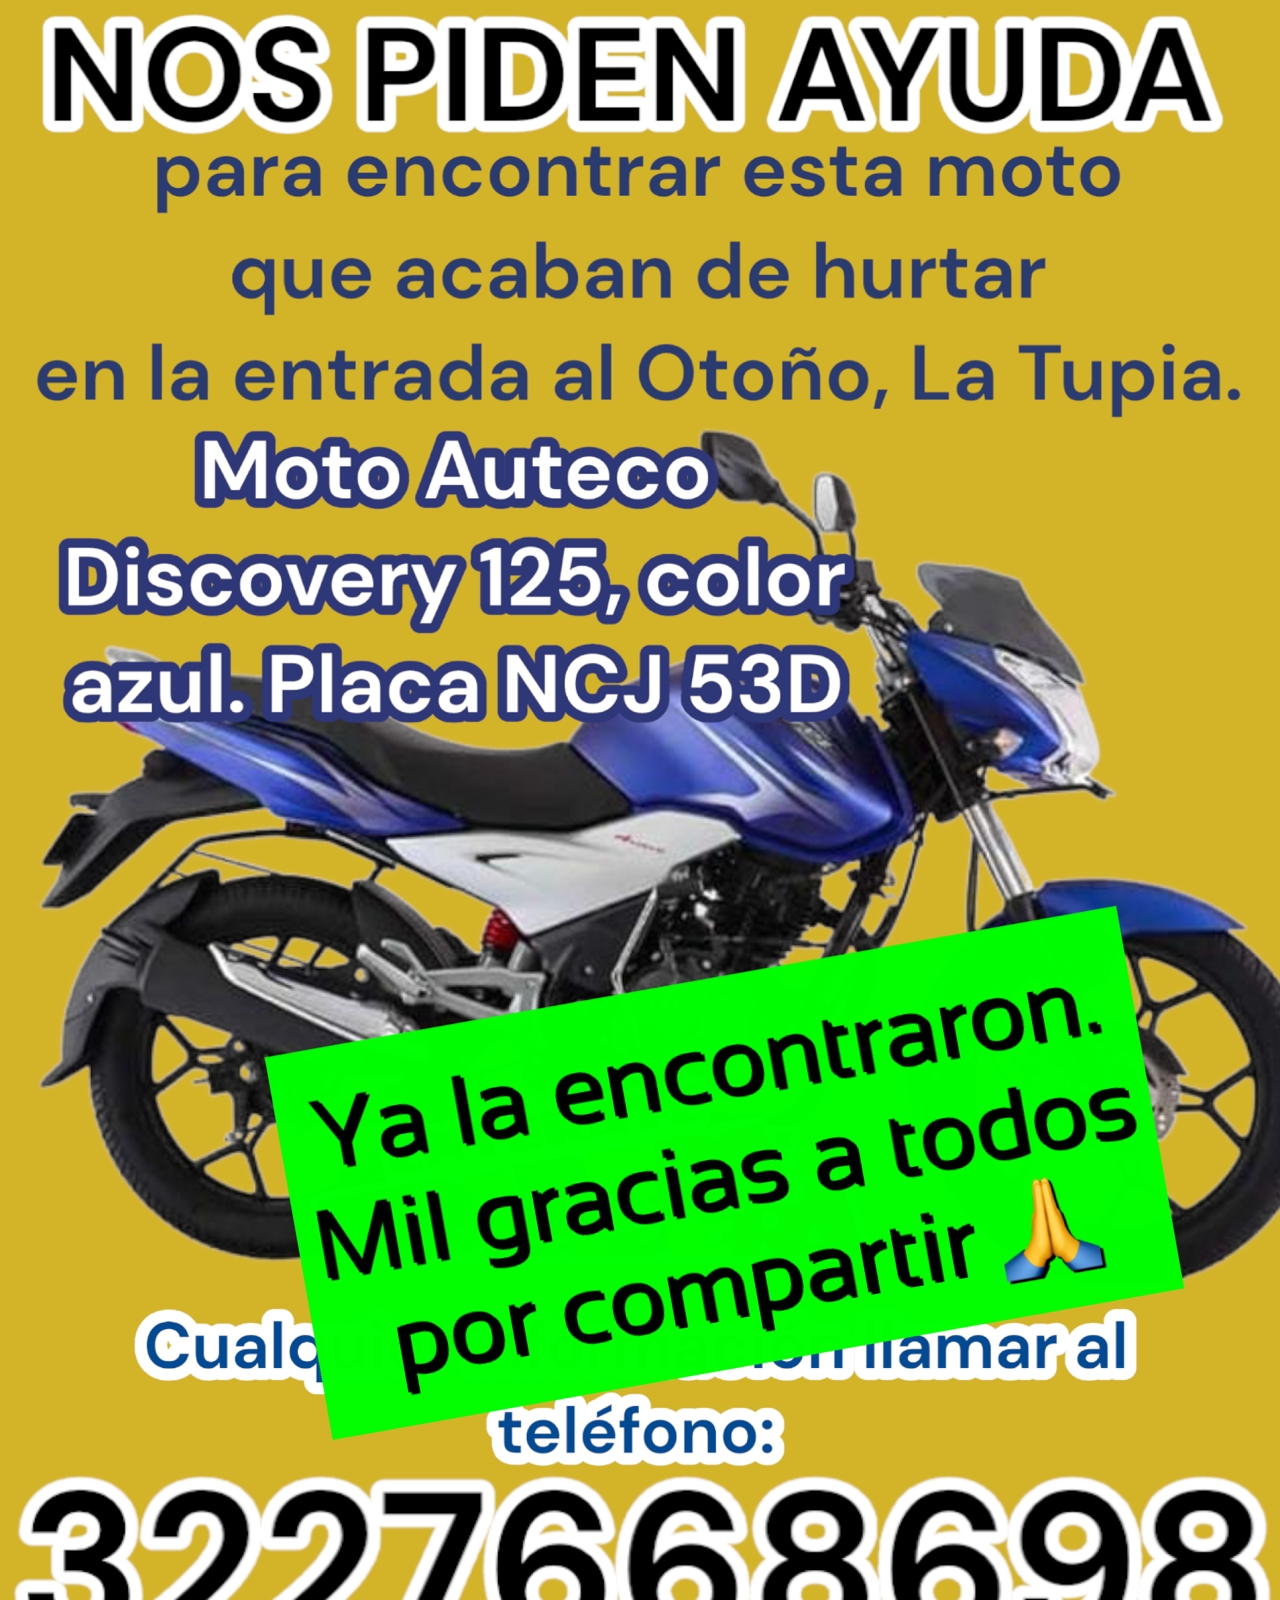 NOS PIDEN AYUDA
para encontrar esta moto
que acaban de hurtar
en la entrada al Otoño, La Tupia.
Moto Auteco
Discovery 125, color
azul. Placa NCJ 53D
Ya la encontraron.
Mil gracias a todos
por compartir 🙏
llamar al
teléfono:
3227668698